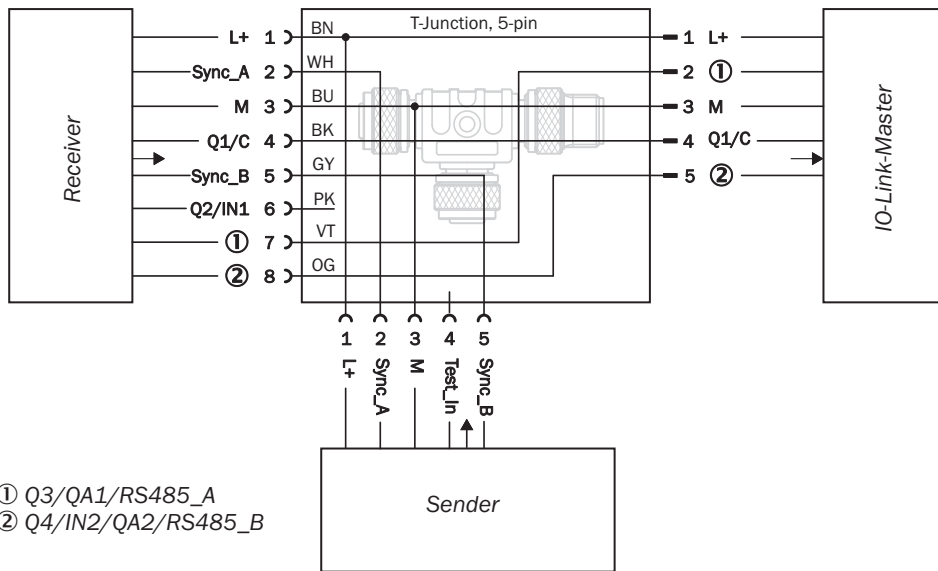 T-Junction, 5-pin
Receiver
L+ 1 BN
Sync_A 2 WH
M 3 BU
Q1/C 4 BK
Sync_B 5 GY
Q2/IN1 6 PK
① 7 VT
② 8 OG
1 L+
2 ①
3 M
4 Q1/C
5 ②
IO-Link-Master
1 2 3 4 5
L+ Sync_A M Test_In Sync_B
Sender
① Q3/QA1/RS485_A
② Q4/IN2/QA2/RS485_B